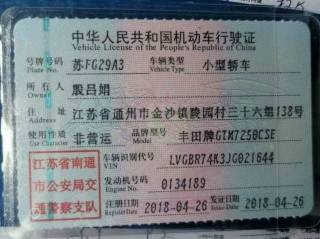 中华人民共和国机动车行驶证
Vehicle License of the People's Republic of China
号牌号码 苏FG29A3 车辆类型 小型轿车
Plate No. Vehicle Type
所有人 殷吕娟
Owner
住址 江苏省通州市金沙镇陵园村三十六组138号
Address
使用性质 非营运 品牌型号 丰田牌GTM7250CSE
Use Character Model
江苏省南通
市公安局交
通警察支队
车辆识别代号 LVGBR74K3JG021644
VIN
发动机号码 0134189
Engine No.
注册日期 2018-04-26 发证日期 2018-04-26
Register Date Issue Date